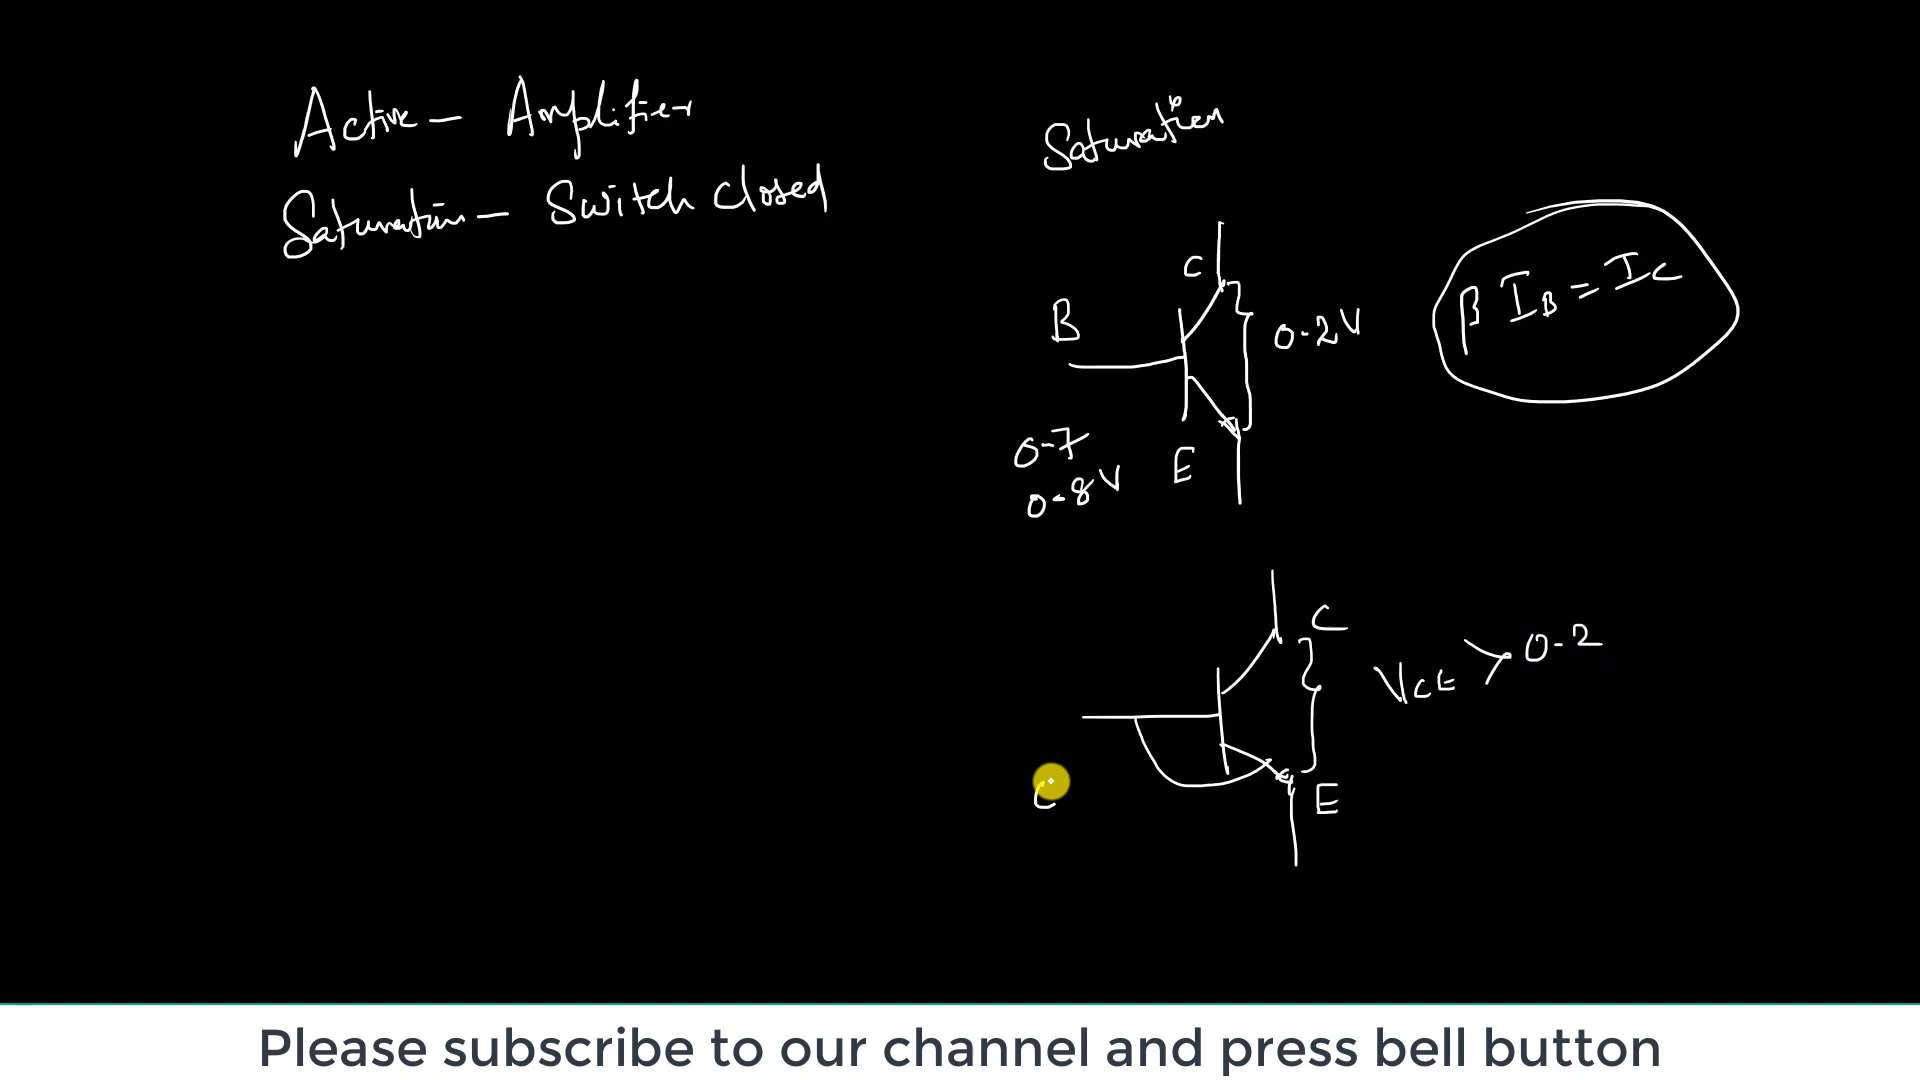 Active - Amplifier
Saturation - Switch closed
Saturation
C
B
0.2V
β IB = IC
0.7
0.8V
E
C
VCE > 0.2
E
Please subscribe to our channel and press bell button